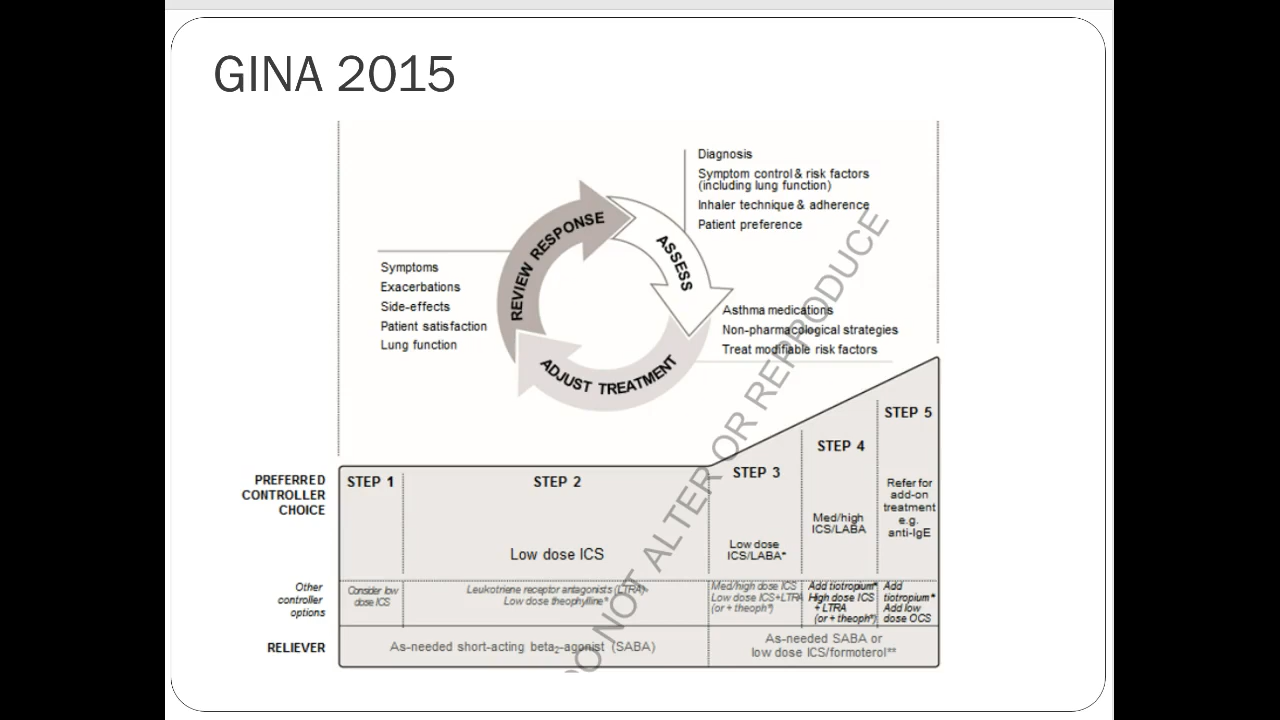 GINA 2015
Diagnosis
Symptom control & risk factors
(including lung function)
Inhaler technique & adherence
Patient preference
REVIEW RESPONSE
ASSESS
ADJUST TREATMENT
Symptoms
Exacerbations
Side-effects
Patient satisfaction
Lung function
Asthma medications
Non-pharmacological strategies
Treat modifiable risk factors
DO NOT ALTER OR REPRODUCE
PREFERRED
CONTROLLER
CHOICE
STEP 1
STEP 2
Low dose ICS
STEP 3
Low dose
ICS/LABA*
STEP 4
Med/high
ICS/LABA
STEP 5
Refer for
add-on
treatment
e.g.
anti-IgE
Other
controller
options
Consider low
dose ICS
Leukotriene receptor antagonists (LTRA)
Low dose theophylline*
Med/high dose ICS
Low dose ICS+LTRA
(or + theoph*)
Add tiotropium*
High dose ICS
+ LTRA
(or + theoph*)
Add
tiotropium*
Add low
dose OCS
RELIEVER
As-needed short-acting beta2-agonist (SABA)
As-needed SABA or
low dose ICS/formoterol**